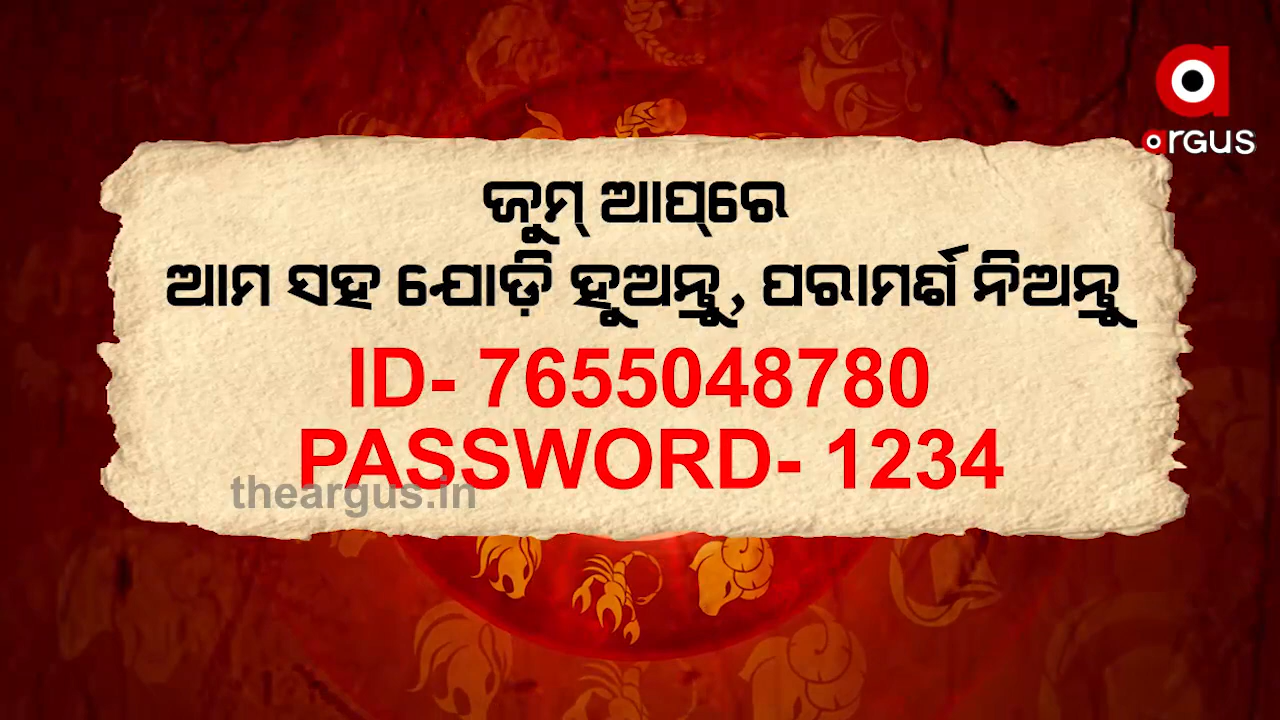 argus
ଜୁମ୍ ଆପ୍‌ରେ
ଆମ ସହ ଯୋଡ଼ି ହୁଅନ୍ତୁ, ପରାମର୍ଶ ନିଅନ୍ତୁ
ID- 7655048780
PASSWORD- 1234
theargus.in